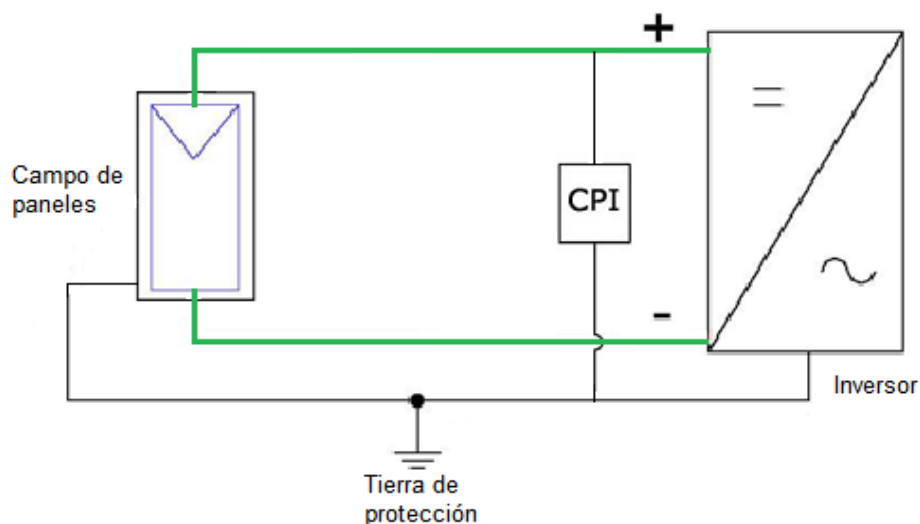 +
Campo de
paneles
CPI
-
Inversor
Tierra de
protección